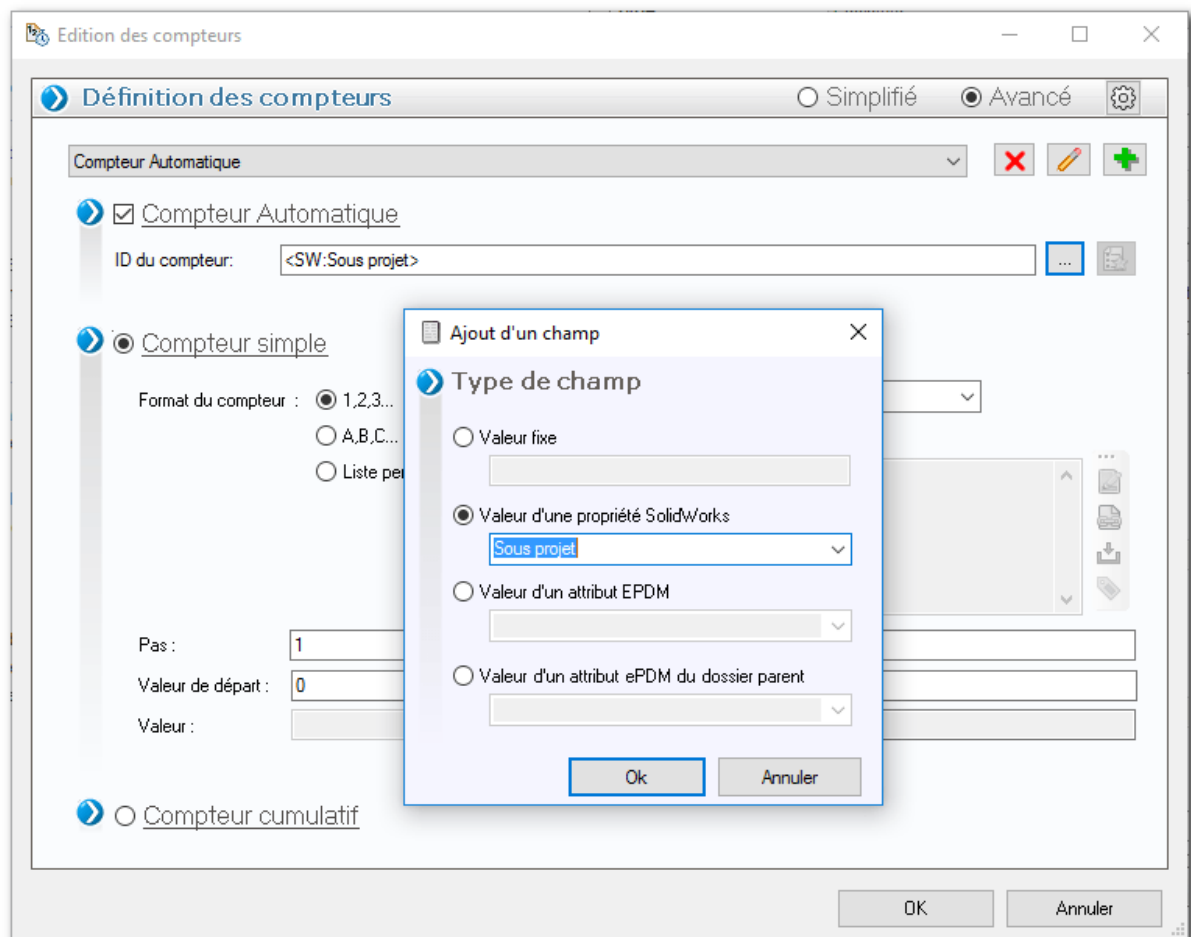 Edition des compteurs
Définition des compteurs
Simplifié
Avancé
Compteur Automatique
Compteur Automatique
ID du compteur:
<SW:Sous projet>
...
Compteur simple
Format du compteur :
1,2,3...
A,B,C...
Liste
Pas :
1
Valeur de départ :
0
Valeur :
Compteur cumulatif
Ajout d'un champ
Type de champ
Valeur fixe
Valeur d'une propriété SolidWorks
Sous projet
Valeur d'un attribut EPDM
Valeur d'un attribut ePDM du dossier parent
Ok
Annuler
OK
Annuler